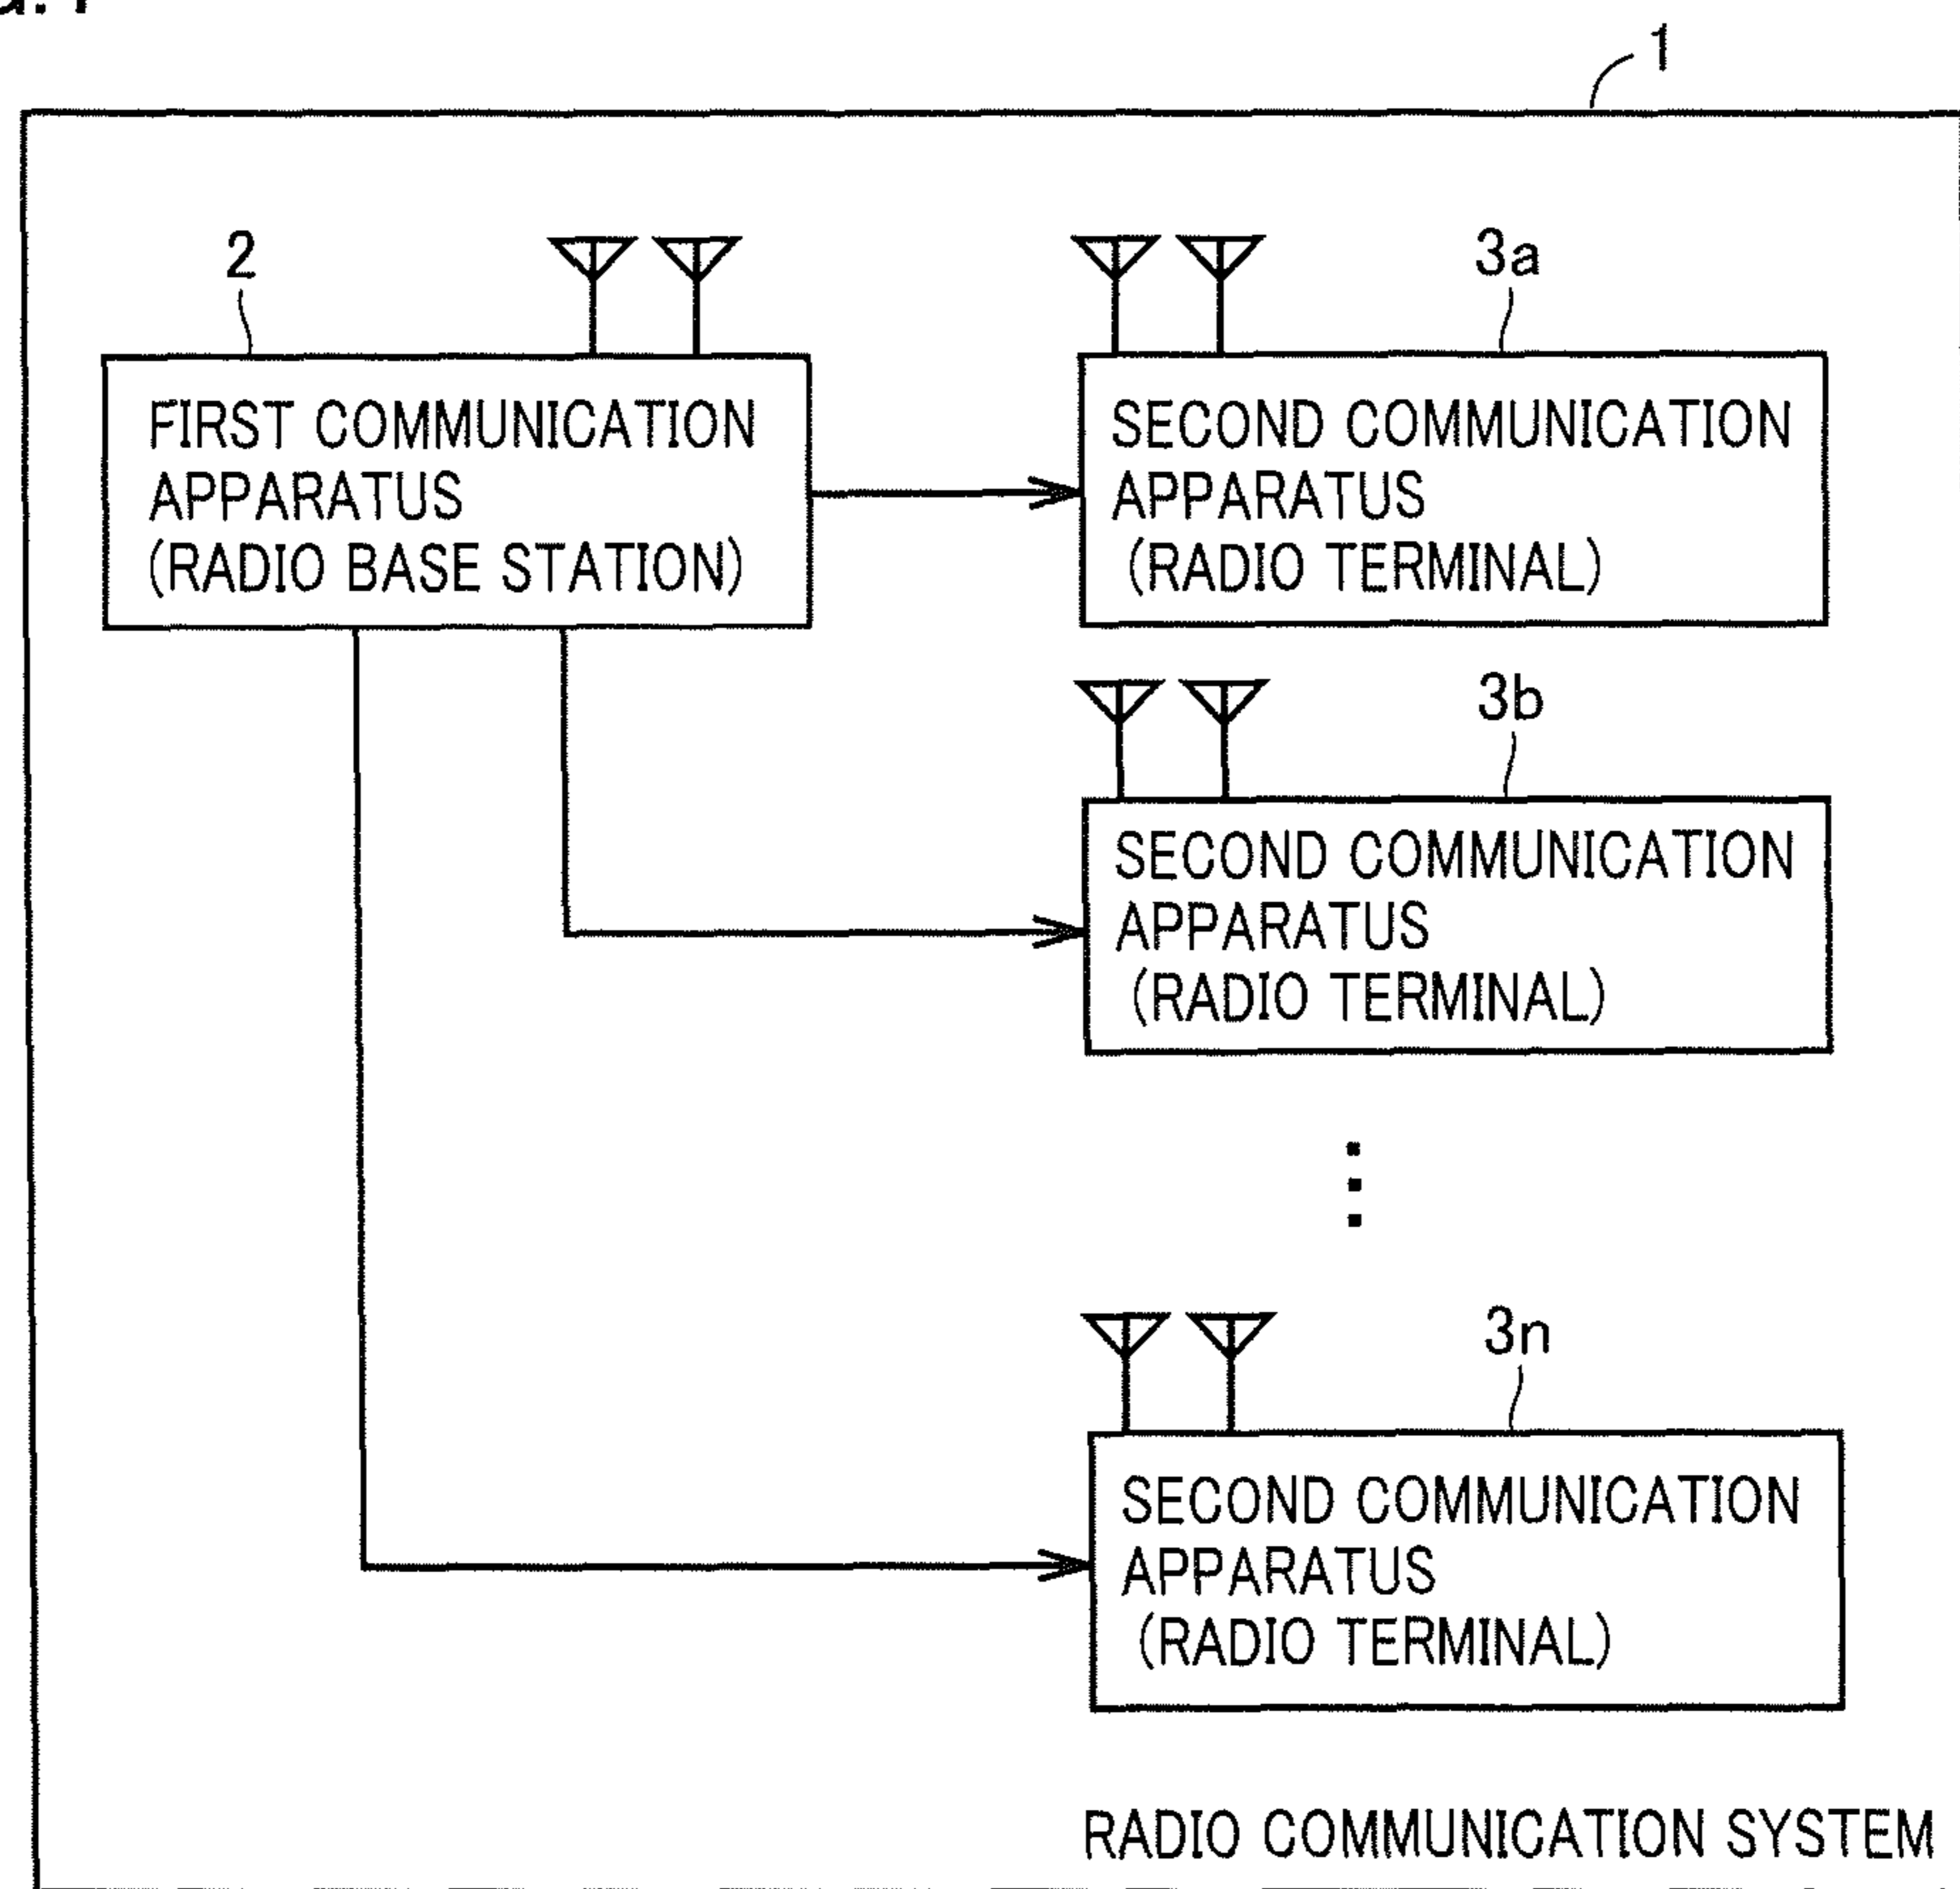 1
2
3a
FIRST COMMUNICATION
APPARATUS
(RADIO BASE STATION)
SECOND COMMUNICATION
APPARATUS
(RADIO TERMINAL)
3b
SECOND COMMUNICATION
APPARATUS
(RADIO TERMINAL)
3n
SECOND COMMUNICATION
APPARATUS
(RADIO TERMINAL)
RADIO COMMUNICATION SYSTEM